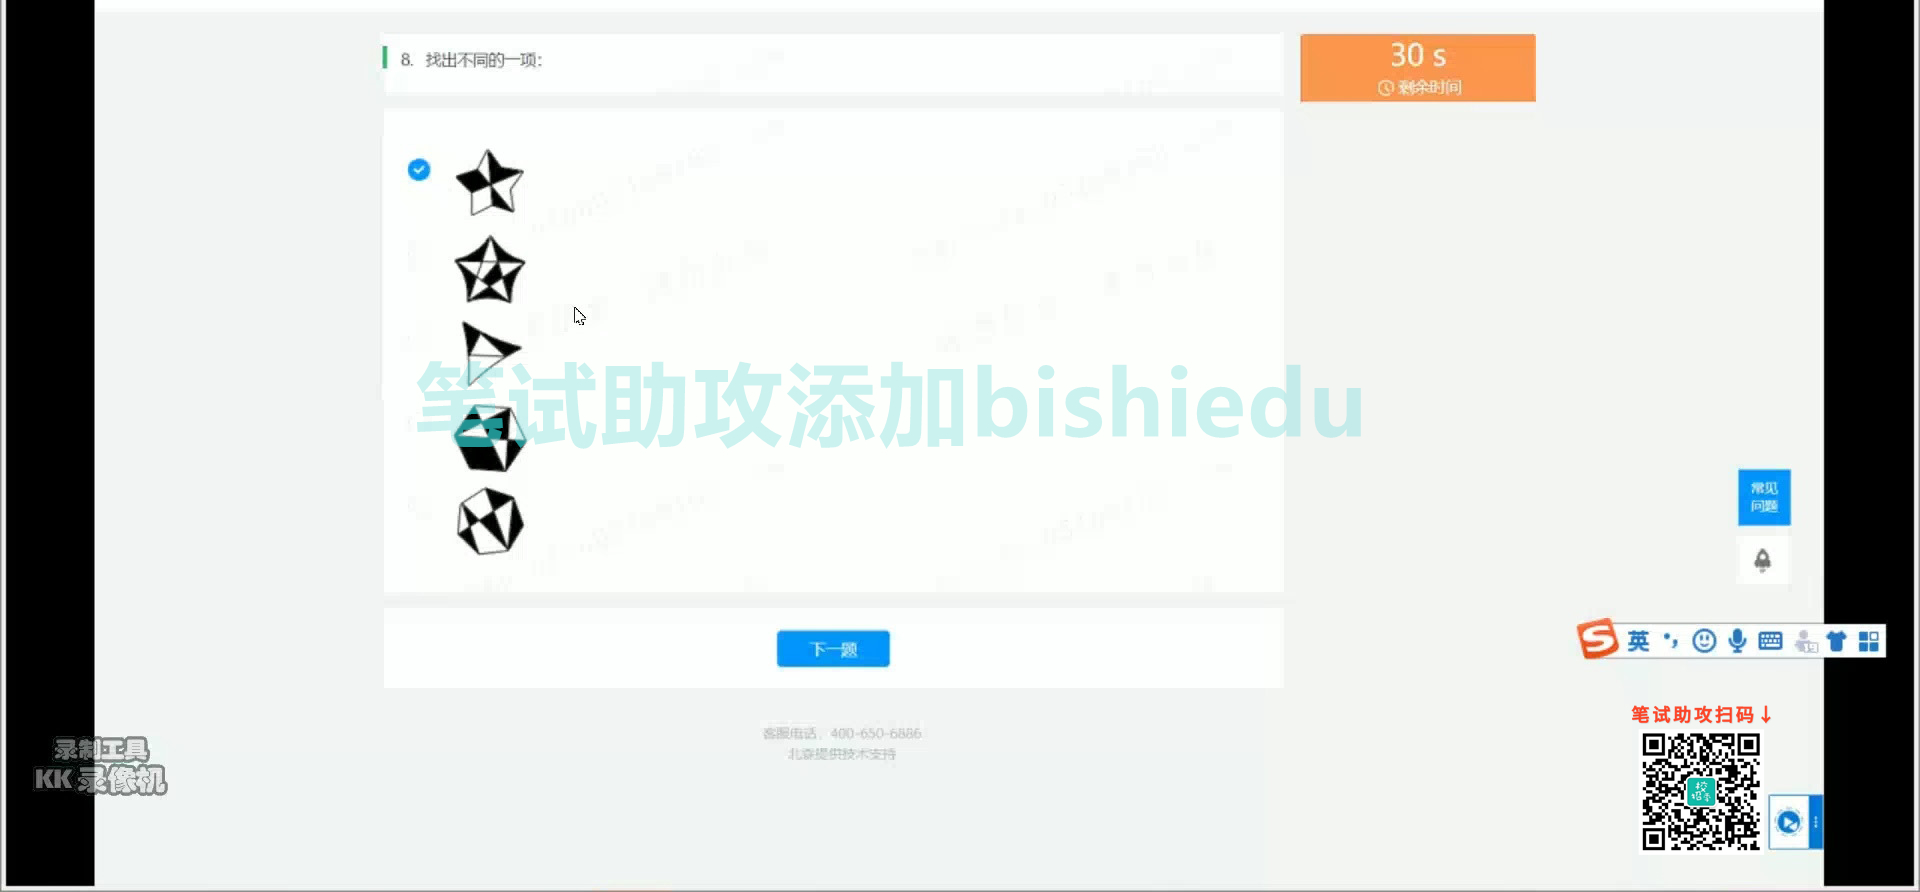 8. 找出不同的一项:
30 s
剩余时间
笔试助攻添加bishiedu
常见
问题
英
下一题
笔试助攻扫码↓
客服电话：400-650-6886
北森提供技术支持
录制工具
KK 录像机